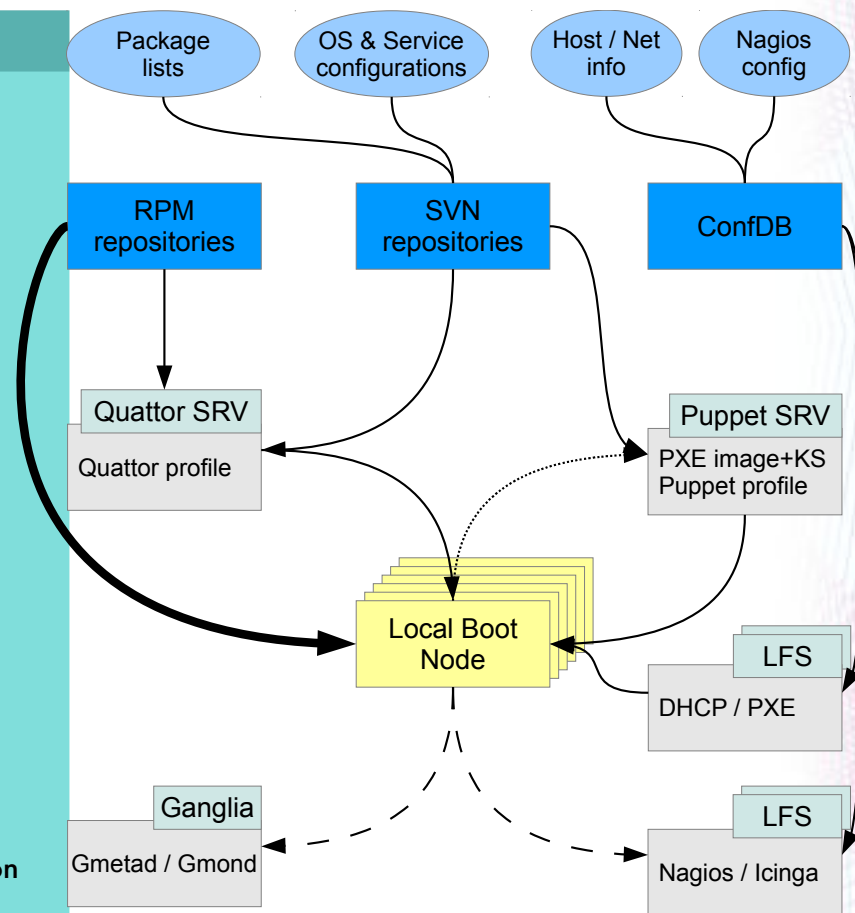 Package
lists
OS & Service
configurations
Host / Net
info
Nagios
config
RPM
repositories
SVN
repositories
ConfDB
Quattor SRV
Quattor profile
Puppet SRV
PXE image+KS
Puppet profile
Local Boot
Node
LFS
DHCP / PXE
Ganglia
Gmetad / Gmond
LFS
Nagios / Icinga
on